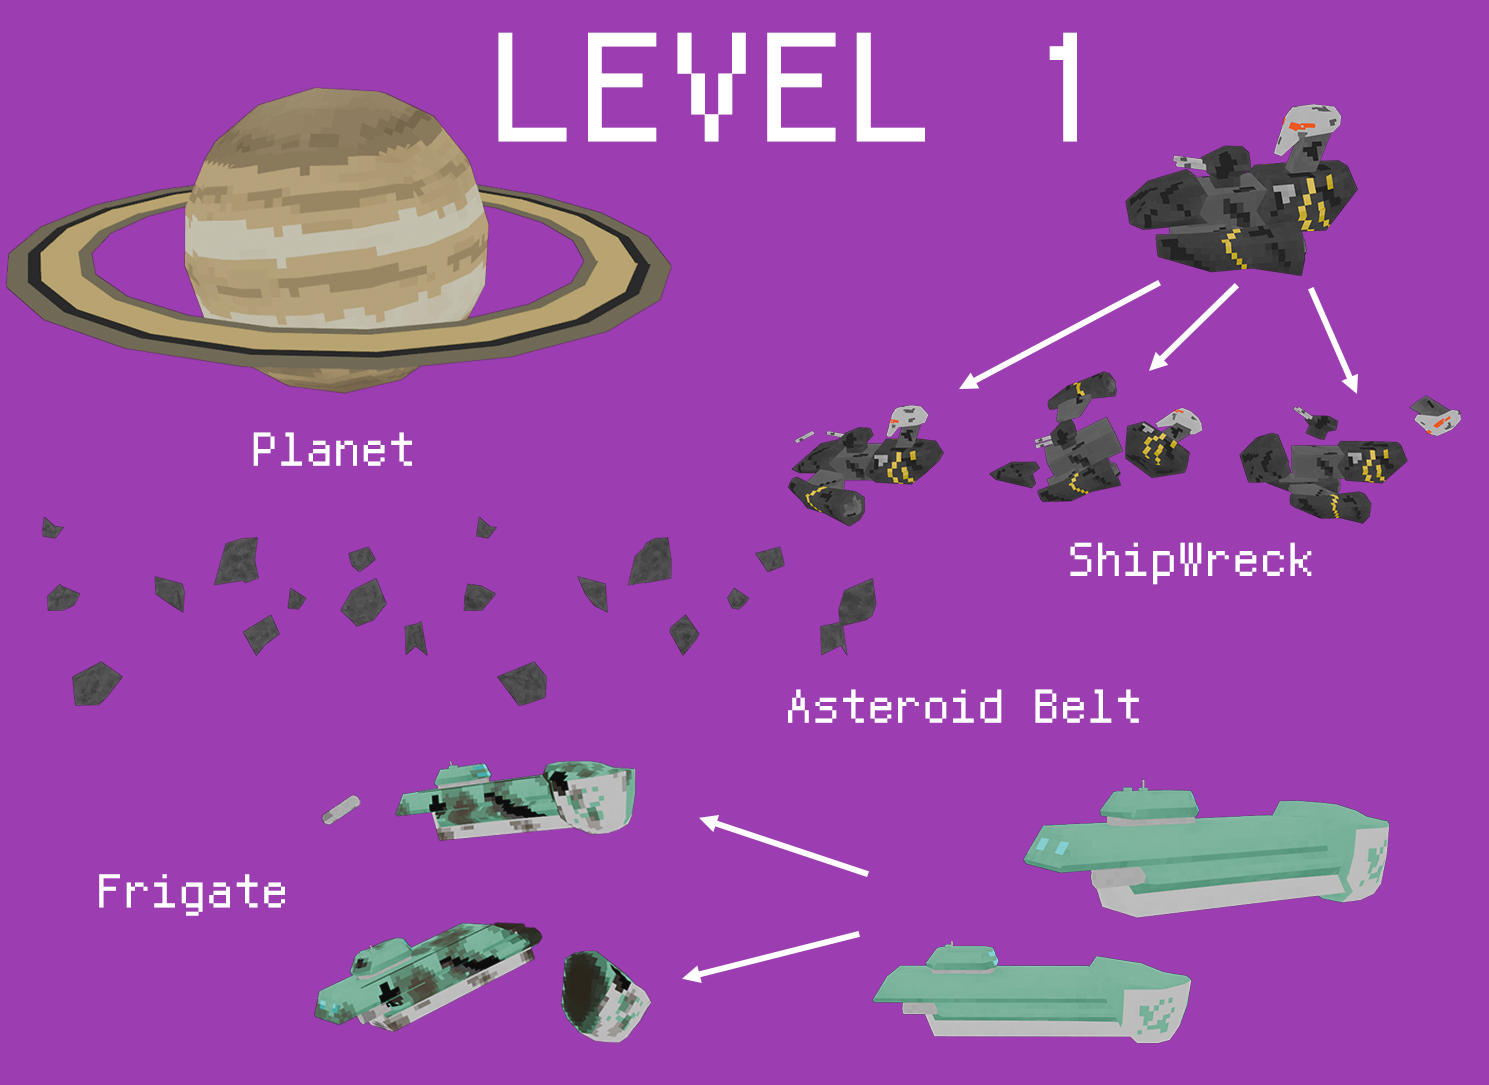 LEVEL 1
Planet
ShipWreck
Asteroid Belt
Frigate